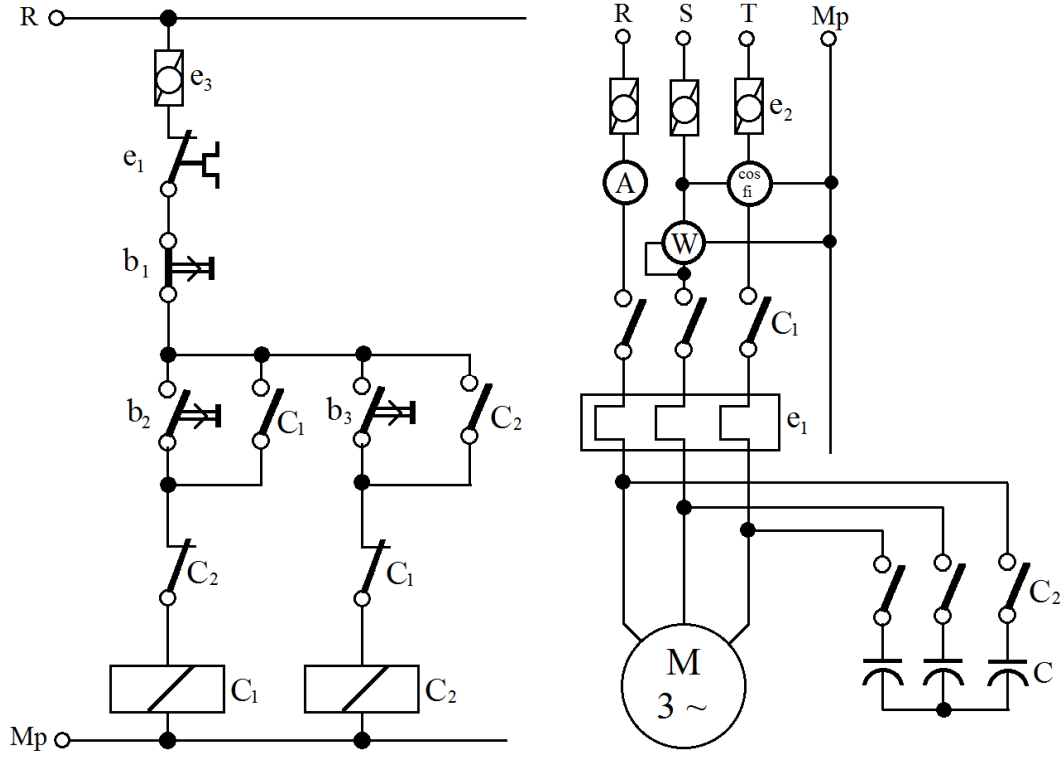 R
e₃
e₁
b₁
b₂
C₁
b₃
C₂
C₂
C₁
C₁
C₂
Mp
R S T Mp
e₂
A
cos
fi
W
C₁
e₁
C₂
M
3 ~
C